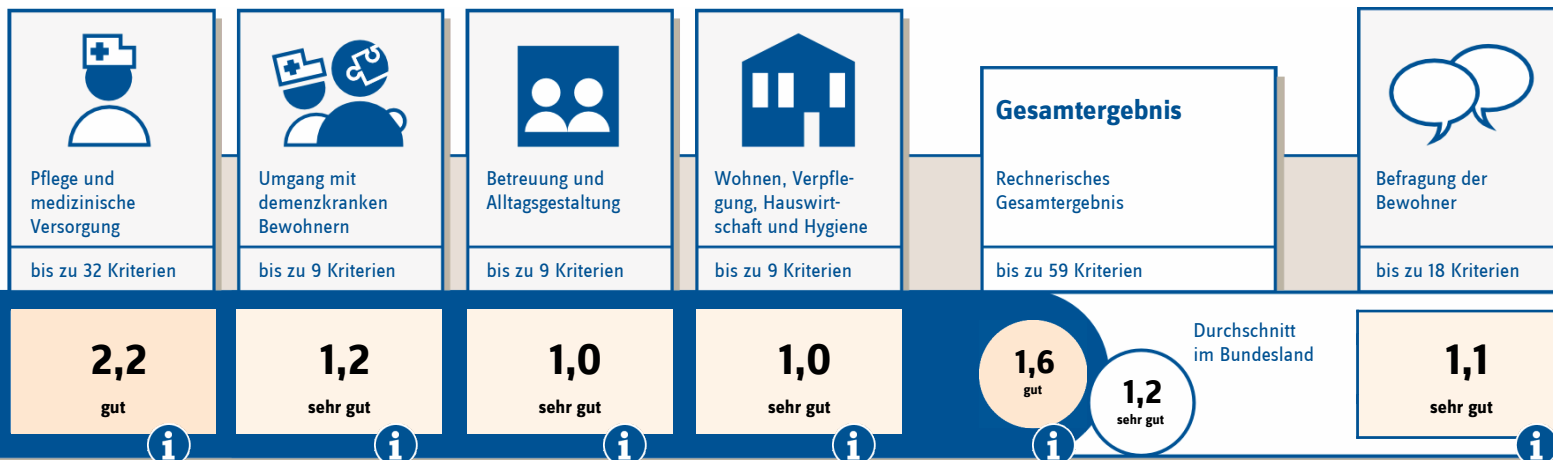 Pflege und
medizinische
Versorgung
bis zu 32 Kriterien
2,2
gut
Umgang mit
demenzkranken
Bewohnern
bis zu 9 Kriterien
1,2
sehr gut
Betreuung und
Alltagsgestaltung
bis zu 9 Kriterien
1,0
sehr gut
Wohnen, Verpfle-
gung, Hauswirt-
schaft und Hygiene
bis zu 9 Kriterien
1,0
sehr gut
Gesamtergebnis
Rechnerisches
Gesamtergebnis
bis zu 59 Kriterien
1,6
gut
Durchschnitt
im Bundesland
1,2
sehr gut
Befragung der
Bewohner
bis zu 18 Kriterien
1,1
sehr gut